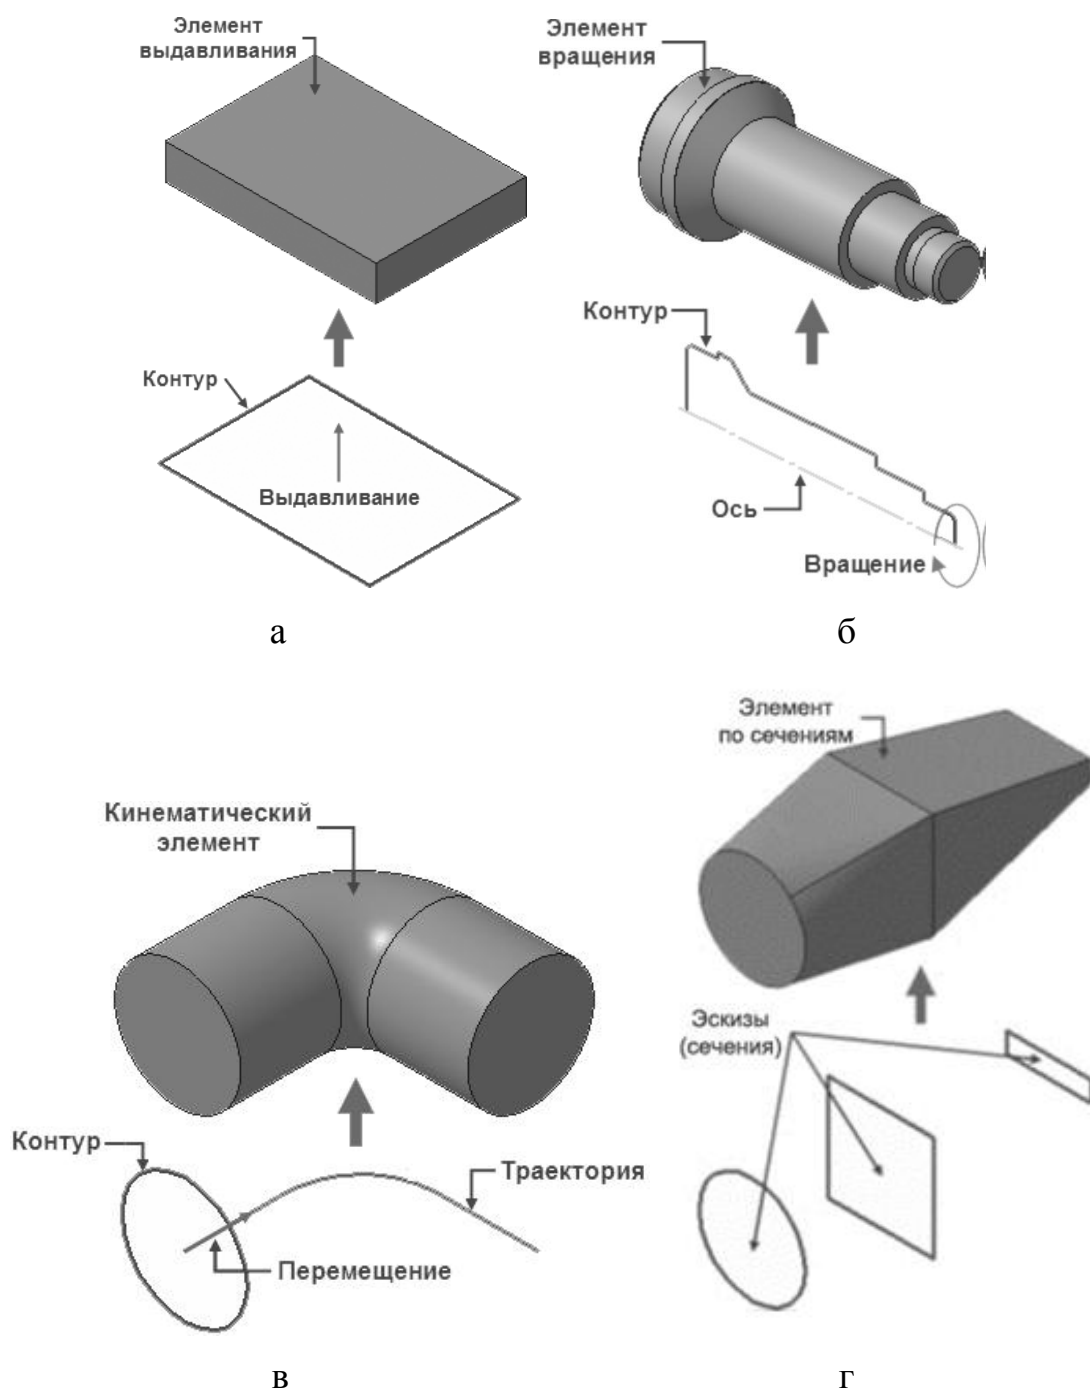 Элемент
выдавливания
Контур
Выдавливание
а
Элемент
вращения
Контур
Ось
Вращение
б
Кинематический
элемент
Контур
Траектория
Перемещение
в
Элемент
по сечениям
Эскизы
(сечения)
г